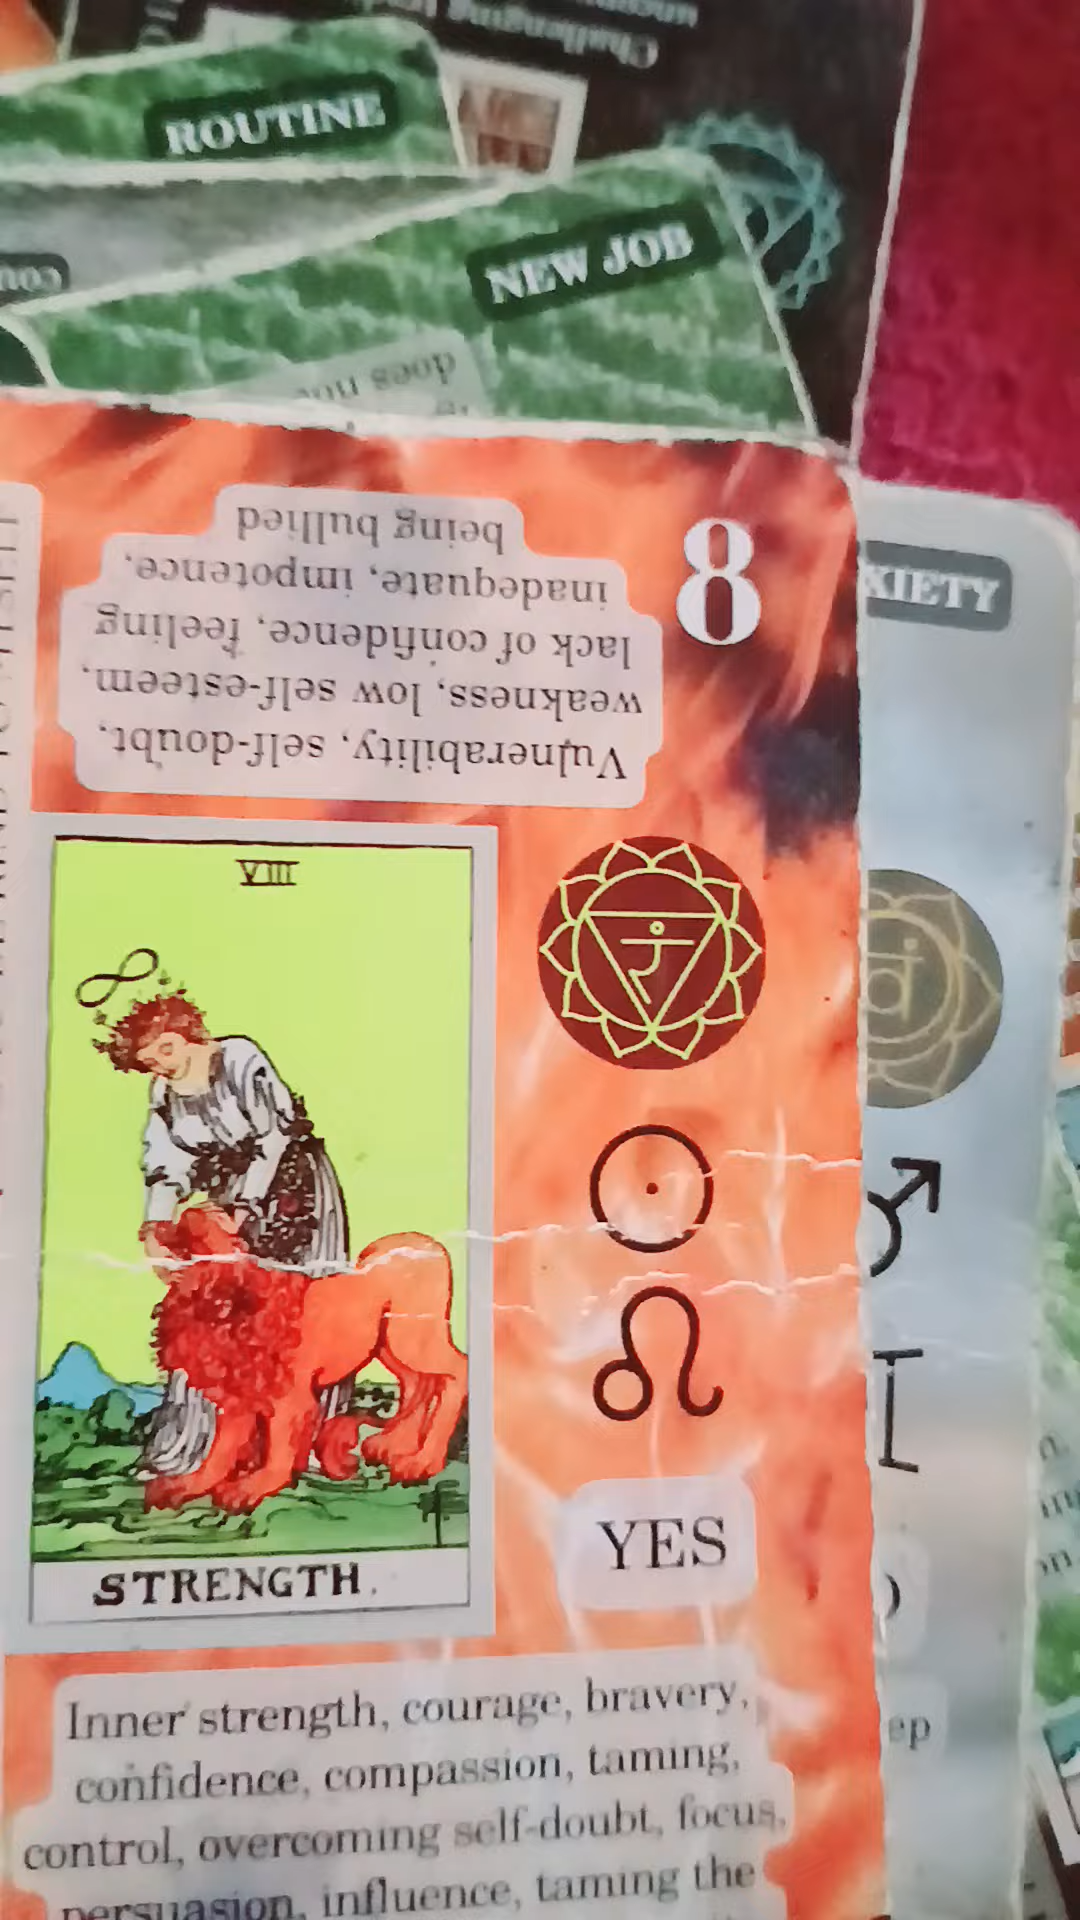 Challenging
ROUTINE
NEW JOB
does
8
being bullied
inadequate, impotence,
lack of confidence, feeling
weakness, low self-esteem,
Vulnerability, self-doubt,
XIETY
VIII
रं
वं
YES
STRENGTH.
Inner strength, courage, bravery,
confidence, compassion, taming,
control, overcoming self-doubt, focus,
persuasion, influence, taming the
ep